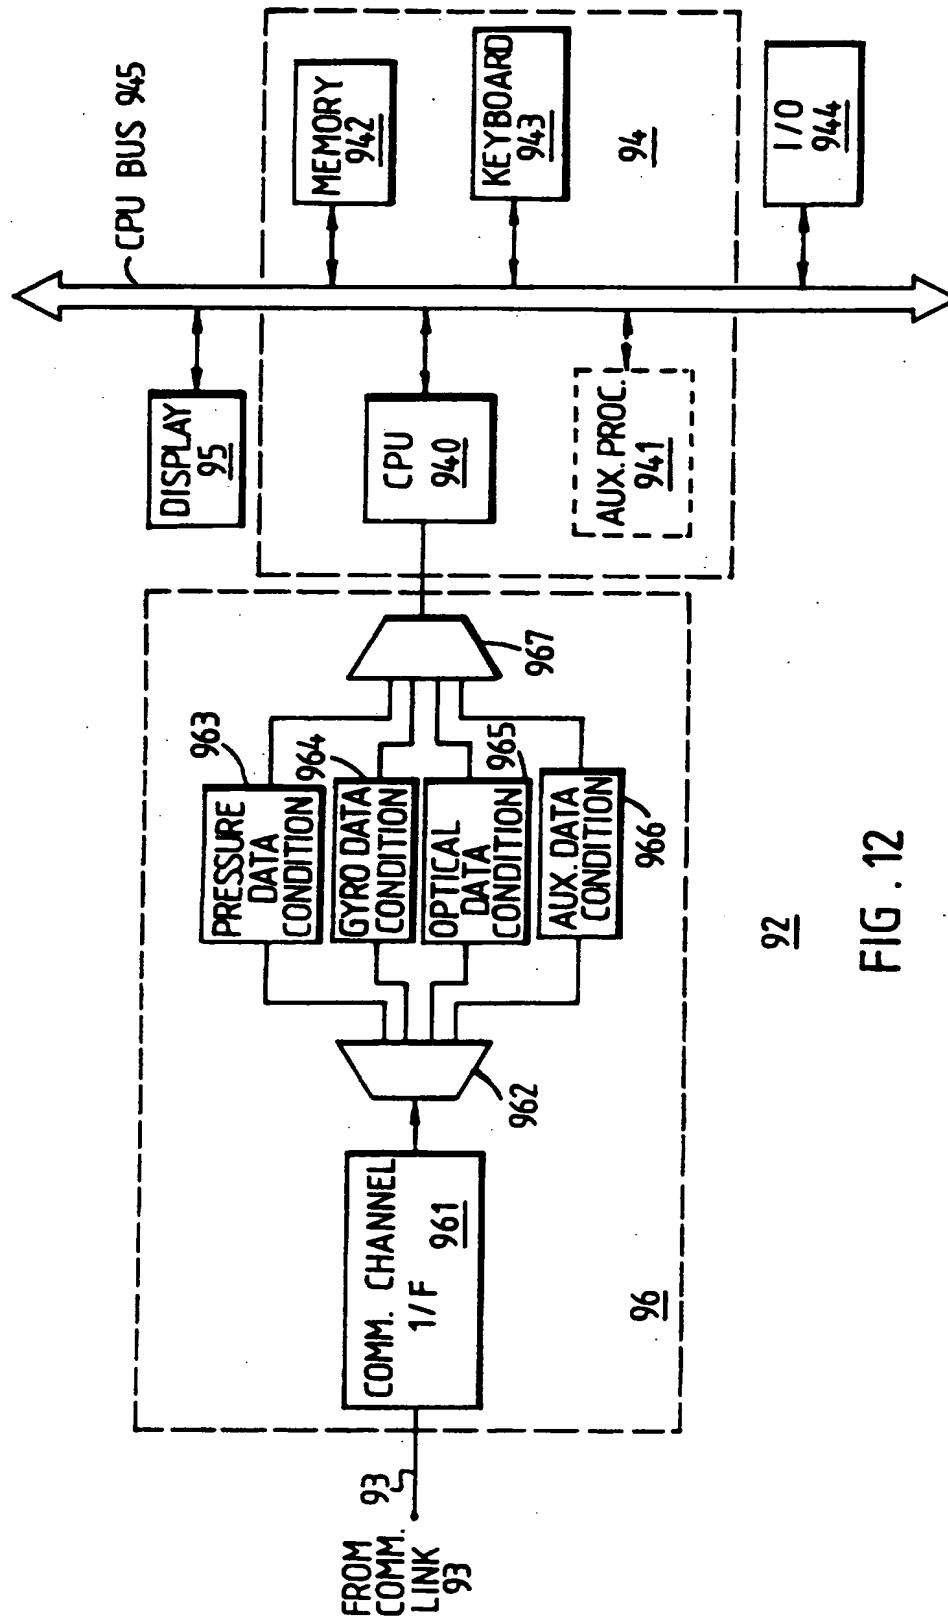 FROM
COMM.
LINK
93
93
COMM. CHANNEL
1/F 961
962
PRESSURE
DATA
CONDITION
963
GYRO DATA
CONDITION
964
OPTICAL
DATA
CONDITION
965
AUX. DATA
CONDITION
966
967
96
DISPLAY
95
CPU BUS 945
CPU
940
AUX. PROC.
941
MEMORY
942
KEYBOARD
943
94
I/O
944
92
FIG. 12